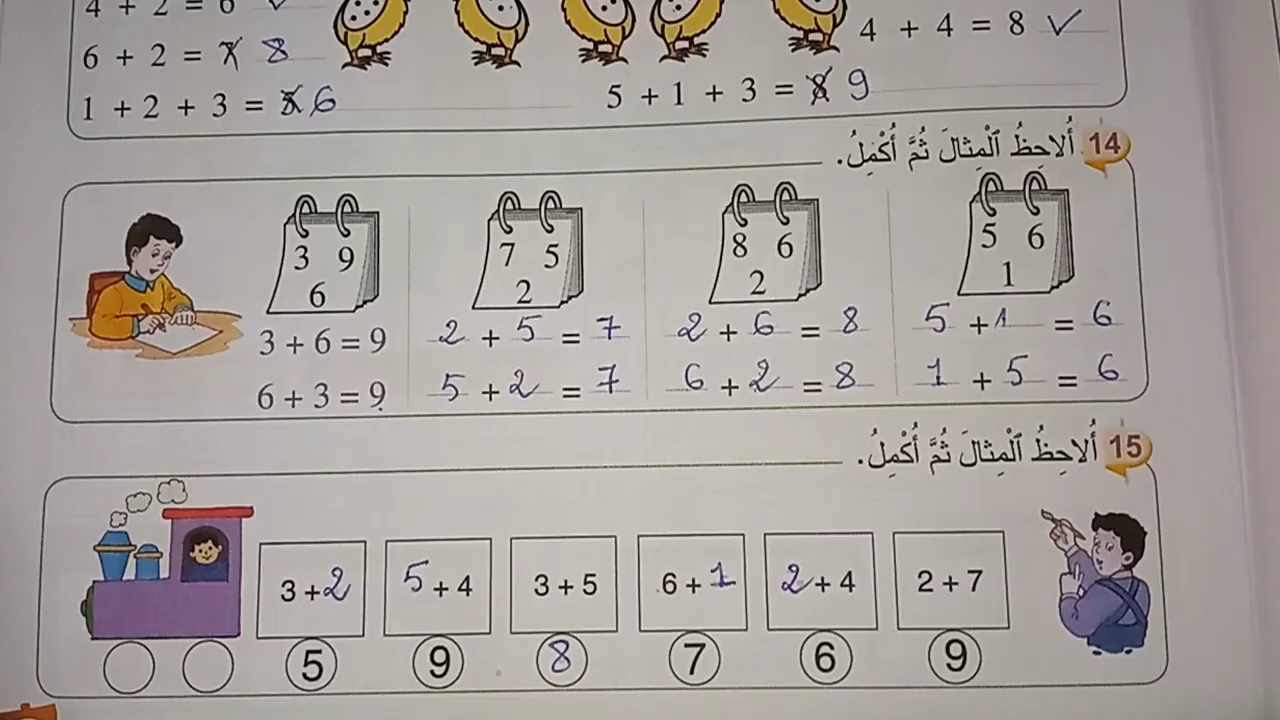 4 + 2 = 6 ✓
6 + 2 = 7 8
4 + 4 = 8 ✓
1 + 2 + 3 = 5 6
5 + 1 + 3 = 8 9
14 أُلاحِظُ ٱلْمِثالَ ثُمَّ أُكْمِلُ.
3 9
6
7 5
2
8 6
2
5 6
1
3 + 6 = 9
2 + 5 = 7
2 + 6 = 8
5 + 1 = 6
6 + 3 = 9
5 + 2 = 7
6 + 2 = 8
1 + 5 = 6
15 أُلاحِظُ ٱلْمِثالَ ثُمَّ أُكْمِلُ.
3 + 2
5 + 4
3 + 5
6 + 1
2 + 4
2 + 7
5
9
8
7
6
9